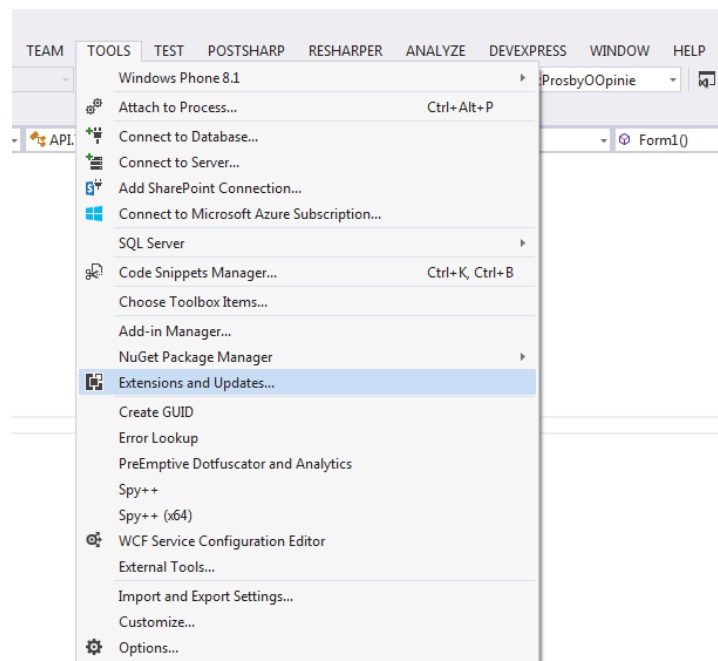 TEAM TOOLS TEST POSTSHARP RESHARPER ANALYZE DEVEXPRESS WINDOW HELP
Windows Phone 8.1
ProsbyOOpinie
Attach to Process... Ctrl+Alt+P
API.
Form1()
Connect to Database...
Connect to Server...
Add SharePoint Connection...
Connect to Microsoft Azure Subscription...
SQL Server
Code Snippets Manager... Ctrl+K, Ctrl+B
Choose Toolbox Items...
Add-in Manager...
NuGet Package Manager
Extensions and Updates...
Create GUID
Error Lookup
PreEmptive Dotfuscator and Analytics
Spy++
Spy++ (x64)
WCF Service Configuration Editor
External Tools...
Import and Export Settings...
Customize...
Options...